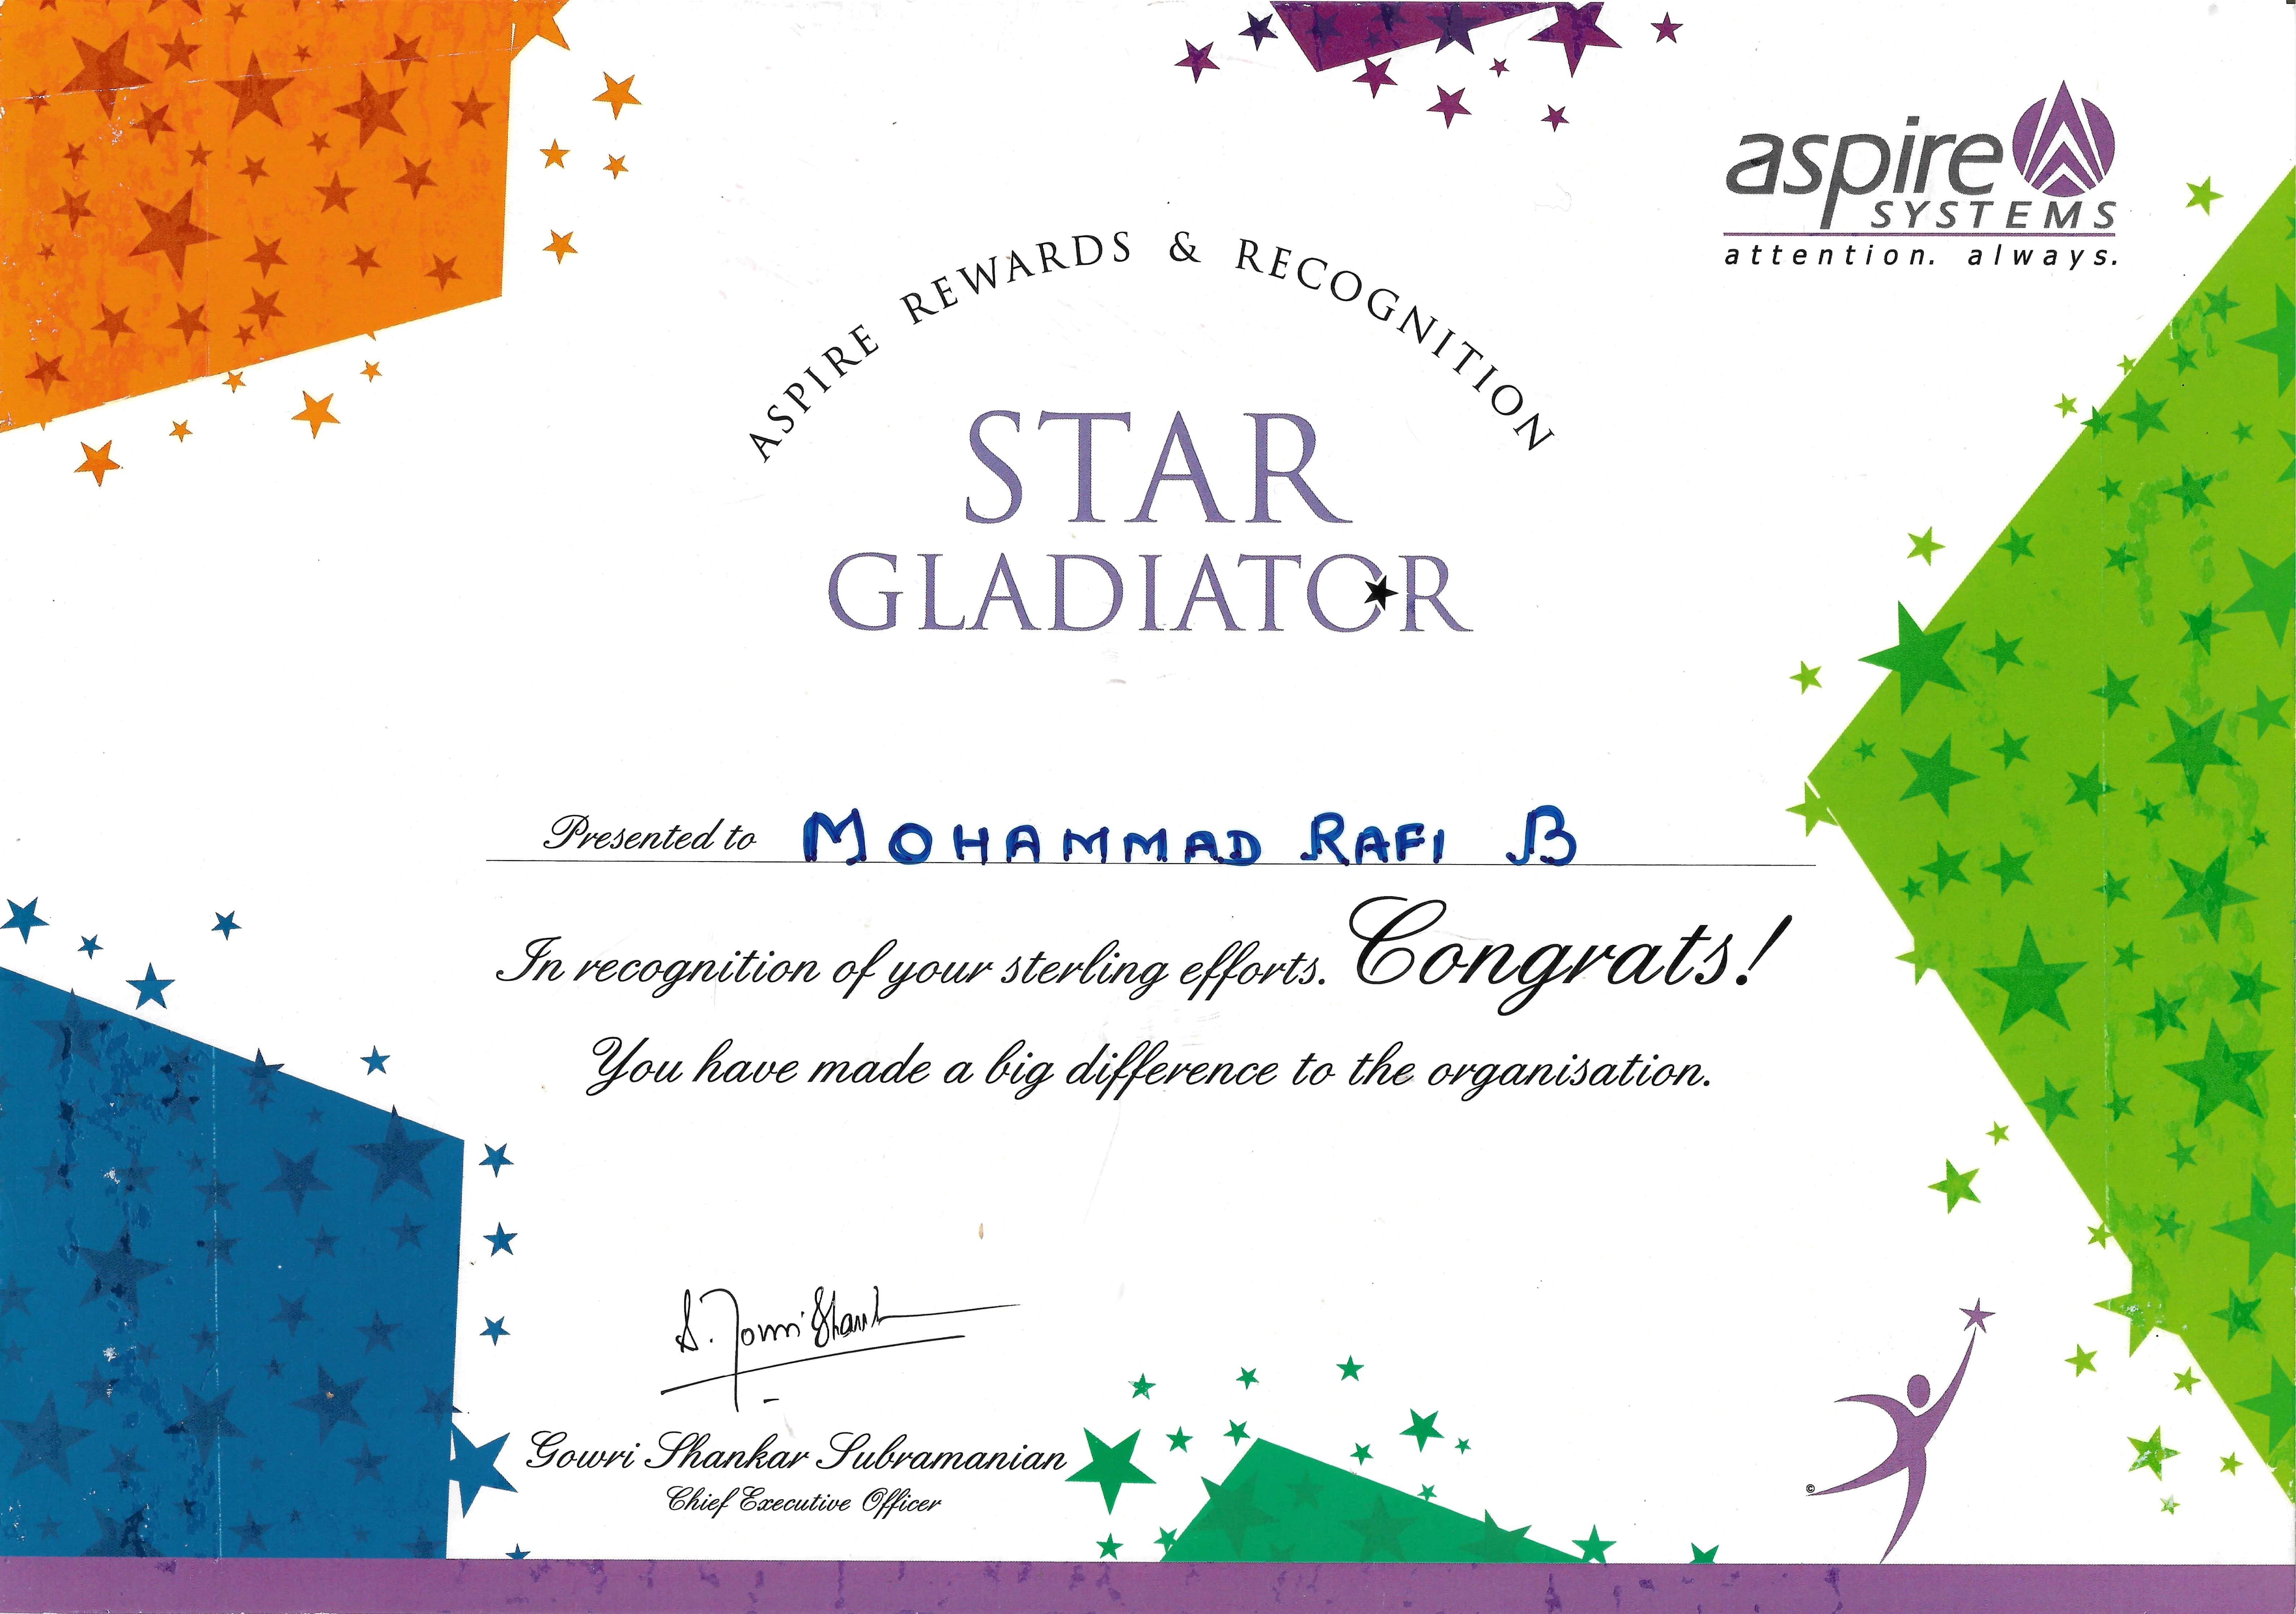 aspire
SYSTEMS
attention. always.
ASPIRE REWARDS & RECOGNITION
STAR
GLADIATOR
Presented to MOHAMMAD RAFI B
In recognition of your sterling efforts. Congrats!
You have made a big difference to the organisation.
S. Gowri Shank
Gowri Shankar Subramanian
Chief Executive Officer
©